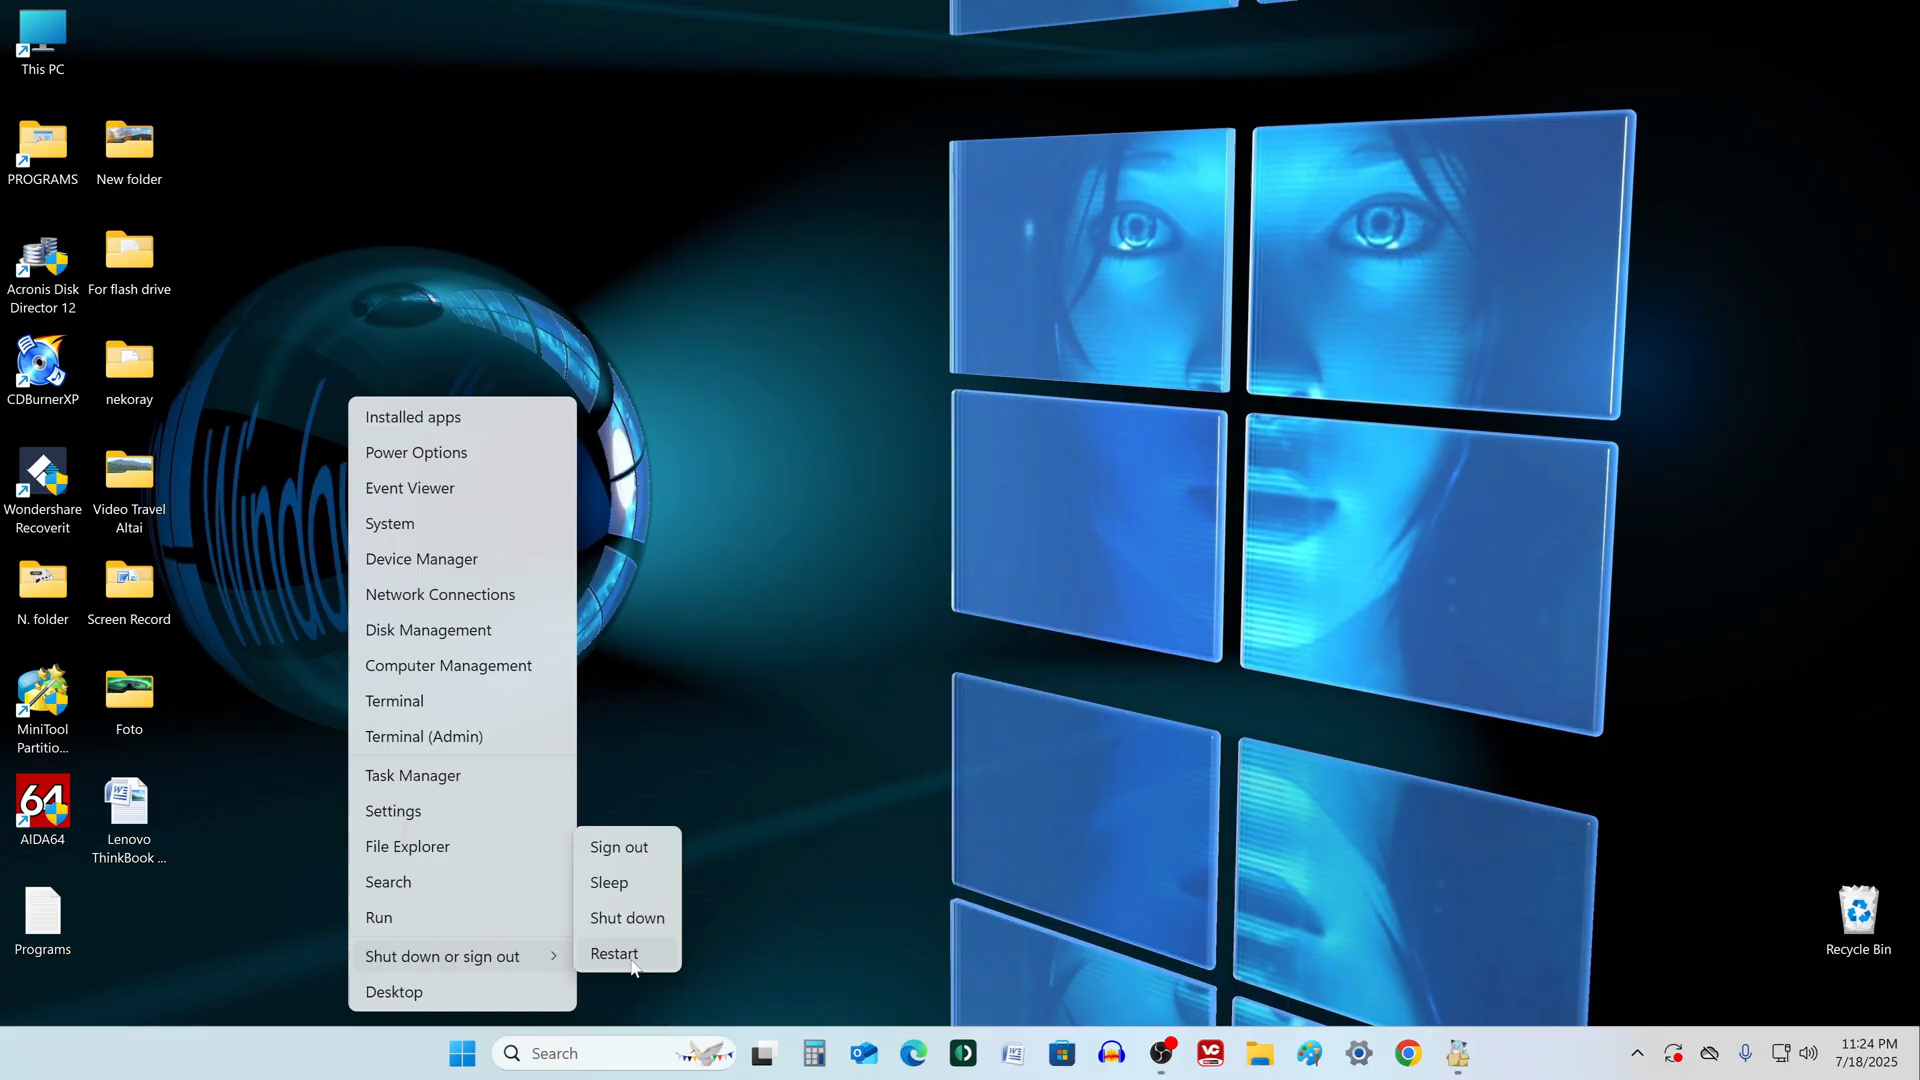 This PC
PROGRAMS
New folder
Acronis Disk
Director 12
For flash drive
CDBurnerXP
nekoray
Wondershare
Recoverit
Video Travel
Altai
N. folder
Screen Record
MiniTool
Partitio...
Foto
64
AIDA64
Lenovo
ThinkBook ...
Programs
Windo
Installed apps
Power Options
Event Viewer
System
Device Manager
Network Connections
Disk Management
Computer Management
Terminal
Terminal (Admin)
Task Manager
Settings
File Explorer
Search
Run
Shut down or sign out
Desktop
Sign out
Sleep
Shut down
Restart
Recycle Bin
Search
11:24 PM
7/18/2025